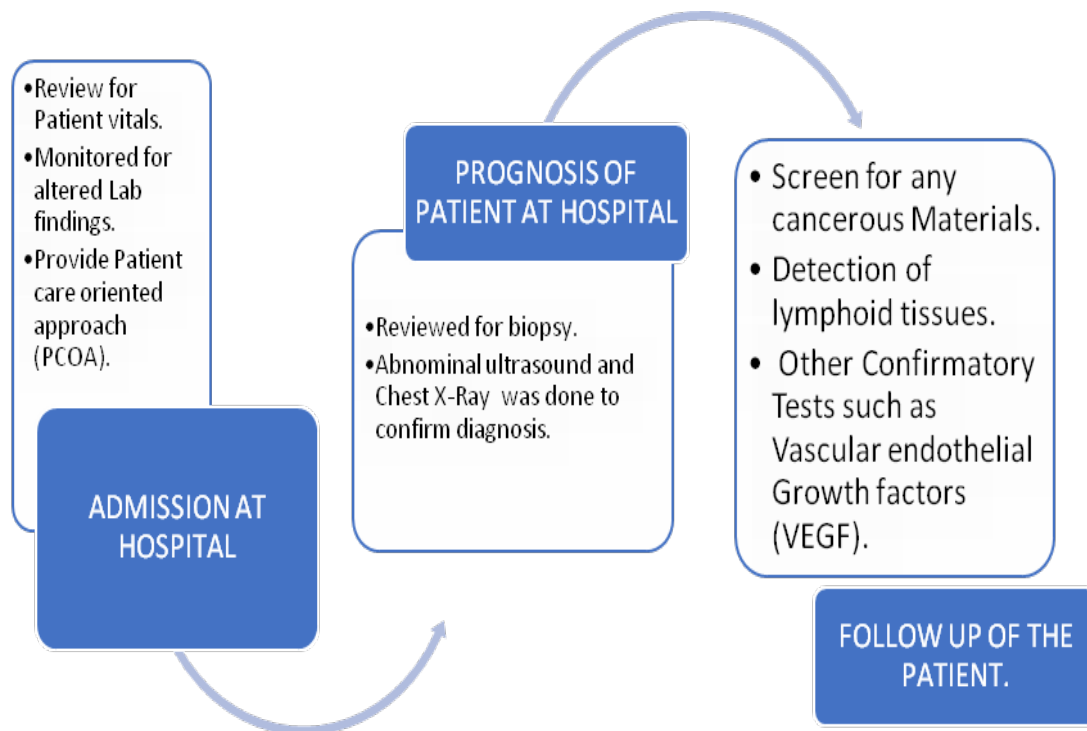 •Review for
Patient vitals.
•Monitored for
altered Lab
findings.
•Provide Patient
care oriented
approach
(PCOA).
ADMISSION AT
HOSPITAL
PROGNOSIS OF
PATIENT AT HOSPITAL
•Reviewed for biopsy.
•Abnominal ultrasound and
Chest X-Ray was done to
confirm diagnosis.
• Screen for any
cancerous Materials.
• Detection of
lymphoid tissues.
• Other Confirmatory
Tests such as
Vascular endothelial
Growth factors
(VEGF).
FOLLOW UP OF THE
PATIENT.